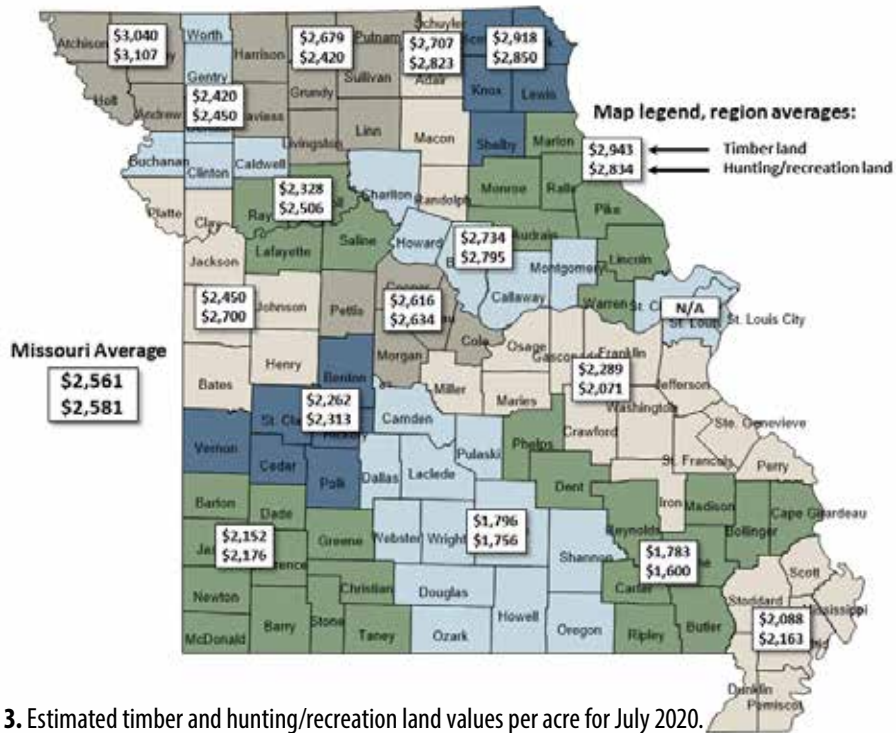 Schuyler
Atchison
$3,040
$3,107
Worth
Harrison
$2,679
$2,420
Putnam
$2,707
$2,823
$2,918
$2,850
Gentry
Sullivan
Adair
Holt
Andrew
$2,420
$2,450
Grundy
Knox
Lewis
Map legend, region averages:
Linn
Macon
Shelby
Marion
$2,943
Timber land
$2,834
Hunting/recreation land
Livingston
Buchanan
Clinton
Caldwell
Chariton
Randolph
Monroe
Ralls
Pike
Platte
Clay
Ray
$2,328
$2,506
Saline
Howard
$2,734
$2,795
Audrain
Lafayette
Jackson
Montgomery
Lincoln
Callaway
Warren
N/A
St. Louis
St. Louis City
$2,450
$2,700
Johnson
Pettis
Cooper
$2,616
$2,634
Cole
Osage
Gasconade
Franklin
Missouri Average
$2,561
$2,581
Bates
Henry
Benton
Morgan
Miller
Maries
$2,289
$2,071
Jefferson
Washington
Ste. Genevieve
St. Clair
$2,262
$2,313
Hickory
Camden
Pulaski
Phelps
Crawford
St. Francois
Perry
Vernon
Cedar
Polk
Dallas
Laclede
Dent
Iron
Madison
Cape Girardeau
Bollinger
Barton
Dade
$2,152
$2,176
Greene
Webster
Wright
$1,796
$1,756
Shannon
Reynolds
$1,783
$1,600
Scott
Newton
Christian
Douglas
Carter
Stoddard
Mississippi
McDonald
Barry
Stone
Taney
Ozark
Howell
Oregon
Ripley
Butler
$2,088
$2,163
Dunklin
Pemiscot
3. Estimated timber and hunting/recreation land values per acre for July 2020.